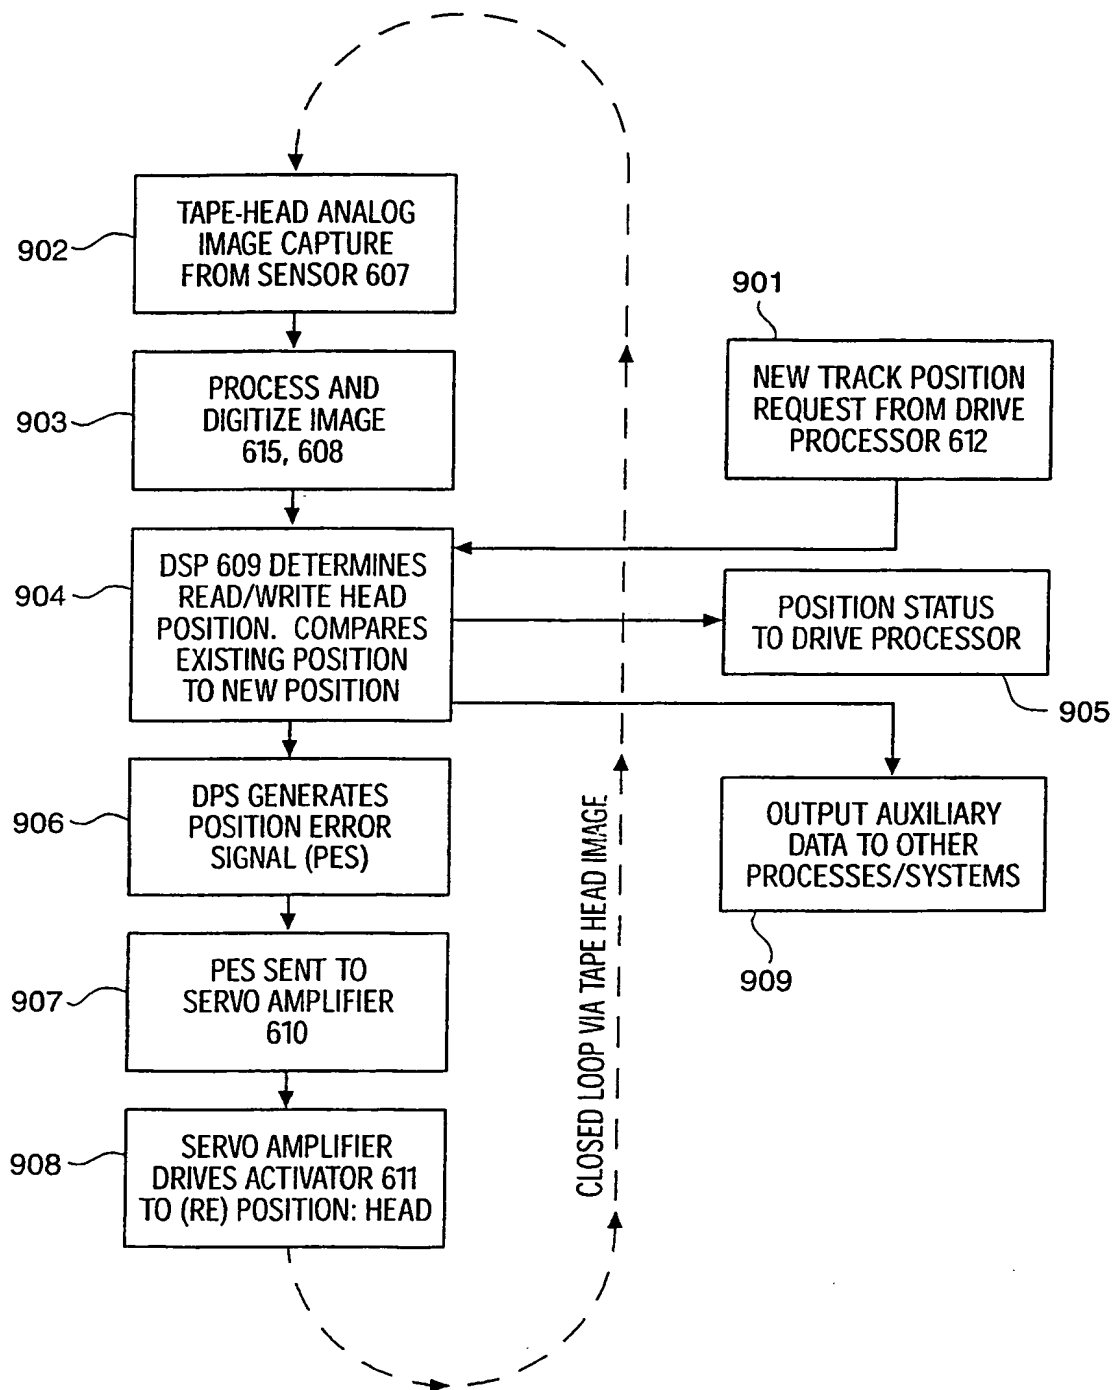 902
TAPE-HEAD ANALOG
IMAGE CAPTURE
FROM SENSOR 607
903
PROCESS AND
DIGITIZE IMAGE
615, 608
901
NEW TRACK POSITION
REQUEST FROM DRIVE
PROCESSOR 612
904
DSP 609 DETERMINES
READ/WRITE HEAD
POSITION. COMPARES
EXISTING POSITION
TO NEW POSITION
POSITION STATUS
TO DRIVE PROCESSOR
905
906
DPS GENERATES
POSITION ERROR
SIGNAL (PES)
OUTPUT AUXILIARY
DATA TO OTHER
PROCESSES/SYSTEMS
909
907
PES SENT TO
SERVO AMPLIFIER
610
908
SERVO AMPLIFIER
DRIVES ACTIVATOR 611
TO (RE) POSITION: HEAD
CLOSED LOOP VIA TAPE HEAD IMAGE.